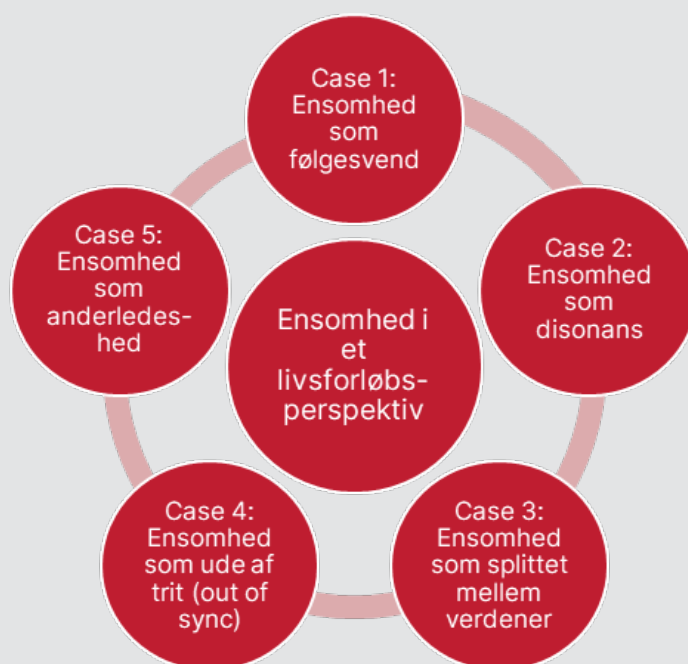 Case 1:
Ensomhed
som
følgesvend
Case 2:
Ensomhed
som
disonans
Case 3:
Ensomhed
som splittet
mellem
verdener
Case 4:
Ensomhed
som ude af
trit (out of
sync)
Case 5:
Ensomhed
som
anderledes-
hed
Ensomhed i
et
livsforløbs-
perspektiv